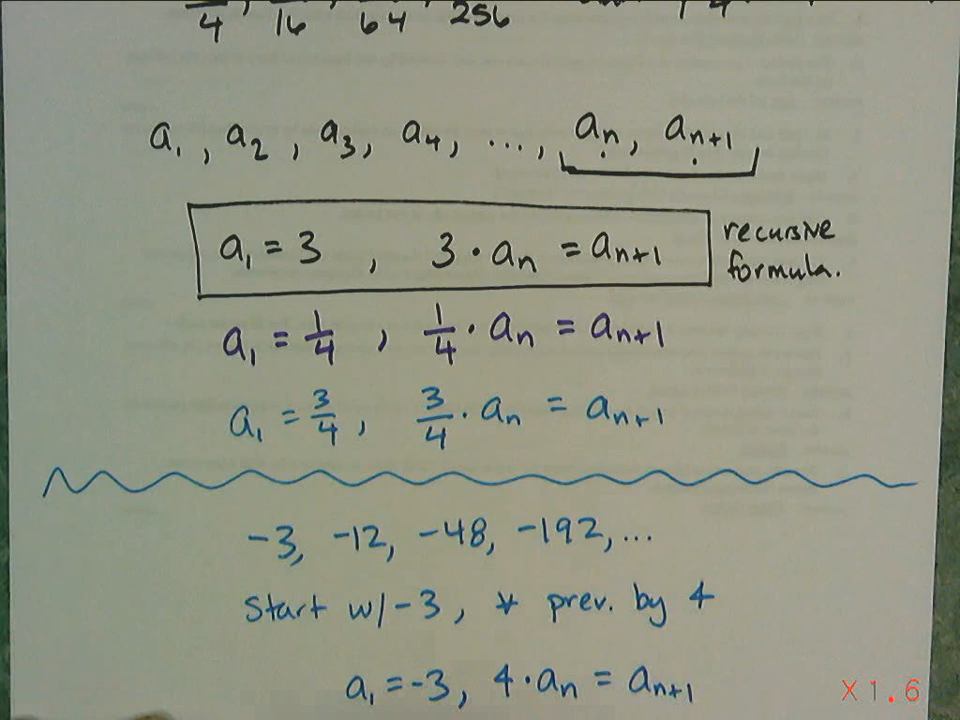 4, 16, 64, 256
a₁, a₂, a₃, a₄, ..., aₙ, aₙ₊₁,
a₁ = 3, 3 · aₙ = aₙ₊₁ recursive formula.
a₁ = 1/4, 1/4 · aₙ = aₙ₊₁
a₁ = 3/4, 3/4 · aₙ = aₙ₊₁
-3, -12, -48, -192, ...
Start w/ -3, * prev. by 4
a₁ = -3, 4 · aₙ = aₙ₊₁
X1.6